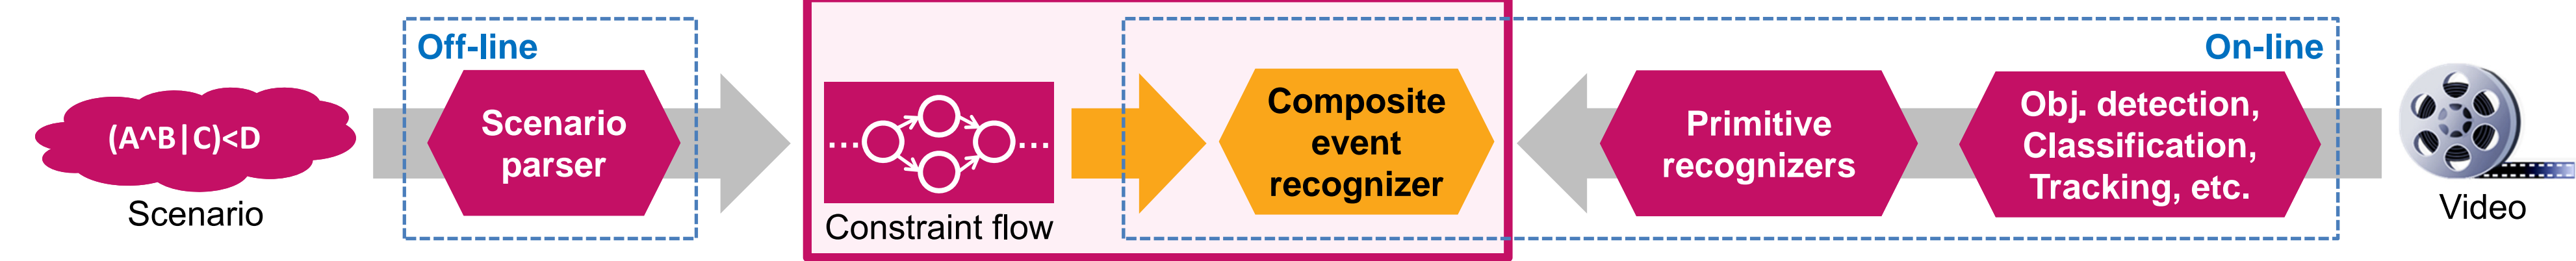 (A^B|C)<D
Scenario
Off-line
Scenario
parser
...
...
Constraint flow
Composite
event
recognizer
On-line
Primitive
recognizers
Obj. detection,
Classification,
Tracking, etc.
Video